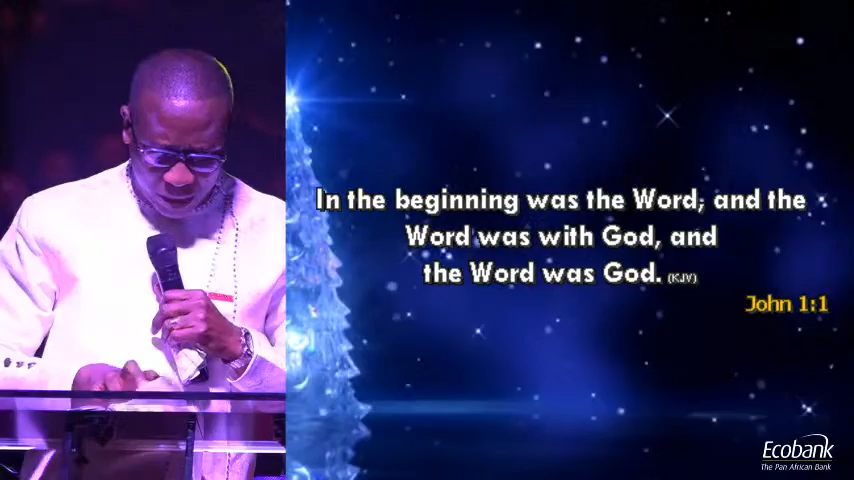 In the beginning was the Word, and the
Word was with God, and
the Word was God. (KJV)
John 1:1
Ecobank
The Pan African Bank